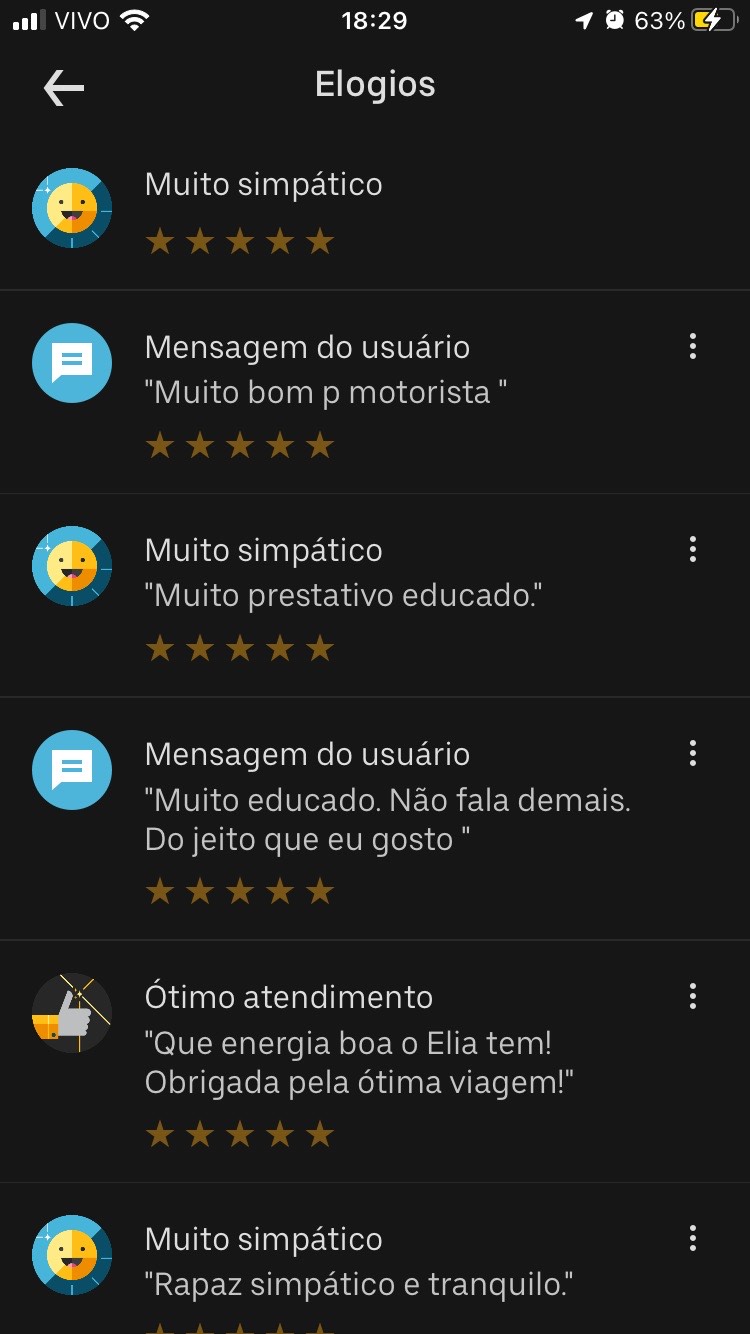 VIVO 18:29 63%
Elogios
Muito simpático
Mensagem do usuário
"Muito bom p motorista "
Muito simpático
"Muito prestativo educado."
Mensagem do usuário
"Muito educado. Não fala demais.
Do jeito que eu gosto "
Ótimo atendimento
"Que energia boa o Elia tem!
Obrigada pela ótima viagem!"
Muito simpático
"Rapaz simpático e tranquilo."